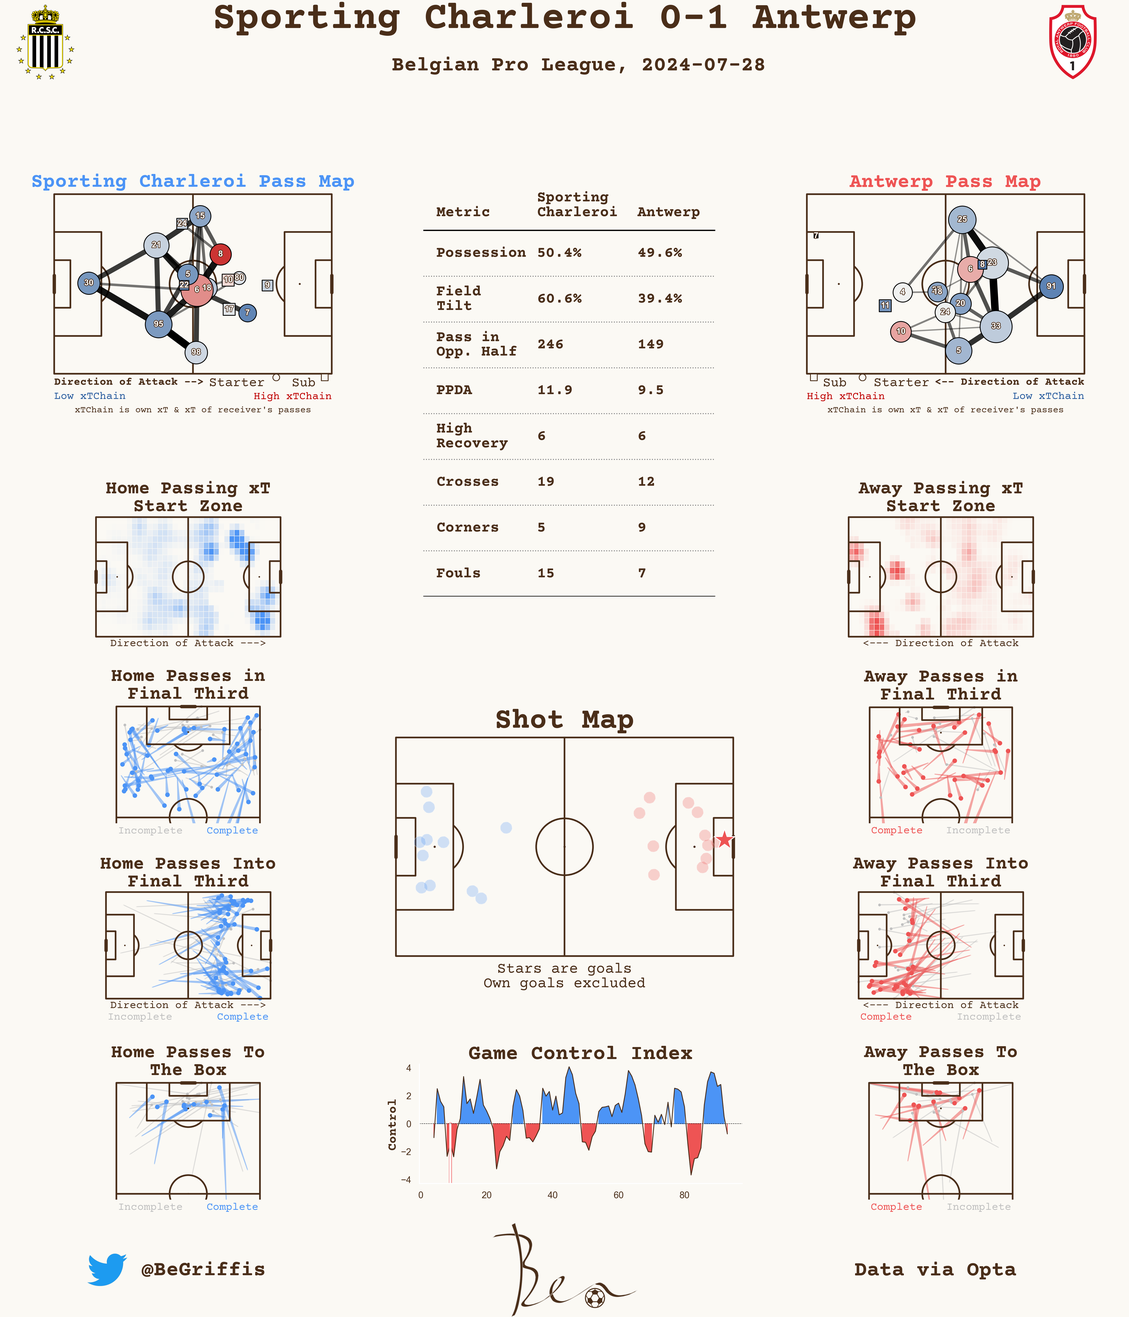 Sporting Charleroi 0-1 Antwerp
Belgian Pro League, 2024-07-28
R.C.S.C.
1
Sporting Charleroi Pass Map
24
15
21
8
5
30
22
6
10
9
17
7
95
98
Direction of Attack --> Starter Sub
Low xTChain High xTChain
xTChain is own xT & xT of receiver's passes
Metric Sporting Charleroi Antwerp
Possession 50.4% 49.6%
Field Tilt 60.6% 39.4%
Pass in Opp. Half 246 149
PPDA 11.9 9.5
High Recovery 6 6
Crosses 19 12
Corners 5 9
Fouls 15 7
Antwerp Pass Map
25
7
6
8
23
4
18
91
11
20
24
10
33
5
Sub Starter <-- Direction of Attack
High xTChain Low xTChain
xTChain is own xT & xT of receiver's passes
Home Passing xT
Start Zone
Direction of Attack --->
Home Passes in
Final Third
Incomplete Complete
Home Passes Into
Final Third
Direction of Attack --->
Incomplete Complete
Home Passes To
The Box
Incomplete Complete
Shot Map
Stars are goals
Own goals excluded
Game Control Index
Control
4
2
0
−2
−4
0 20 40 60 80
Away Passing xT
Start Zone
<--- Direction of Attack
Away Passes in
Final Third
Complete Incomplete
Away Passes Into
Final Third
<--- Direction of Attack
Complete Incomplete
Away Passes To
The Box
Complete Incomplete
@BeGriffis
Bea
Data via Opta